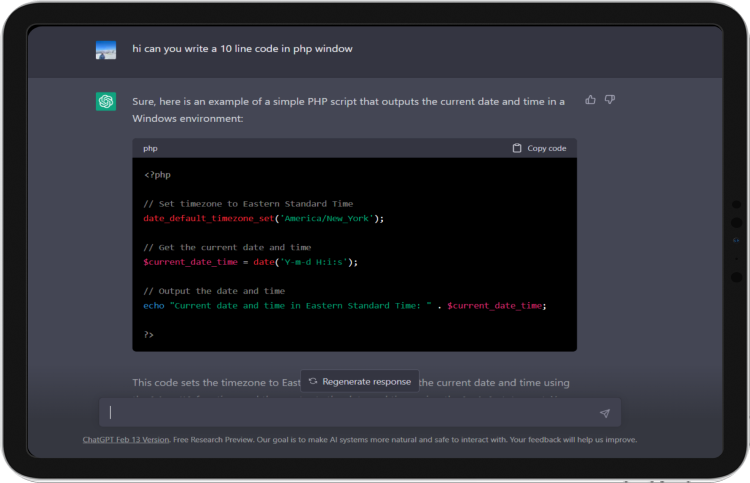 hi can you write a 10 line code in php window
Sure, here is an example of a simple PHP script that outputs the current date and time in a
Windows environment:
php
Copy code
<?php
// Set timezone to Eastern Standard Time
date_default_timezone_set('America/New_York');
// Get the current date and time
$current_date_time = date('Y-m-d H:i:s');
// Output the date and time
echo "Current date and time in Eastern Standard Time: " . $current_date_time;
?>
This code sets the timezone to East
Regenerate response
the current date and time using
ChatGPT Feb 13 Version. Free Research Preview. Our goal is to make AI systems more natural and safe to interact with. Your feedback will help us improve.